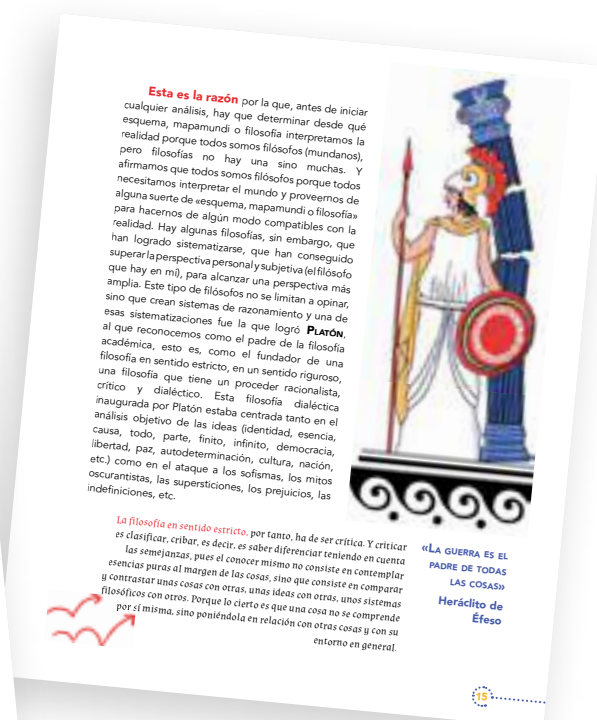 Esta es la razón por la que, antes de iniciar
cualquier análisis, hay que determinar desde qué
esquema, mapamundi o filosofía interpretamos la
realidad porque todos somos filósofos (mundanos),
pero filosofías no hay una sino muchas. Y
afirmamos que todos somos filósofos porque todos
necesitamos interpretar el mundo y proveernos de
alguna suerte de «esquema, mapamundi o filosofía»
para hacernos de algún modo compatibles con la
realidad. Hay algunas filosofías, sin embargo, que
han logrado sistematizarse, que han conseguido
superar la perspectiva personal y subjetiva (el filósofo
que hay en mí), para alcanzar una perspectiva más
amplia. Este tipo de filósofos no se limitan a opinar,
sino que crean sistemas de razonamiento y una de
esas sistematizaciones fue la que logró PLATÓN,
al que reconocemos como el padre de la filosofía
académica, esto es, como el fundador de una
filosofía en sentido estricto, en un sentido riguroso,
una filosofía que tiene un proceder racionalista,
crítico y dialéctico. Esta filosofía dialéctica
inaugurada por Platón estaba centrada tanto en el
análisis objetivo de las ideas (identidad, esencia,
causa, todo, parte, finito, infinito, democracia,
libertad, paz, autodeterminación, cultura, nación,
etc.) como en el ataque a los sofismas, los mitos
oscurantistas, las supersticiones, los prejuicios, las
indefiniciones, etc.
La filosofía en sentido estricto, por tanto, ha de ser crítica. Y criticar
es clasificar, cribar, es decir, es saber diferenciar teniendo en cuenta
las semejanzas, pues el conocer mismo no consiste en contemplar
esencias puras al margen de las cosas, sino que consiste en comparar
y contrastar unas cosas con otras, unas ideas con otras, unos sistemas
filosóficos con otros. Porque lo cierto es que una cosa no se comprende
por sí misma, sino poniéndola en relación con otras cosas y con su
entorno en general.
«LA GUERRA ES EL
PADRE DE TODAS
LAS COSAS»
Heráclito de
Éfeso
15